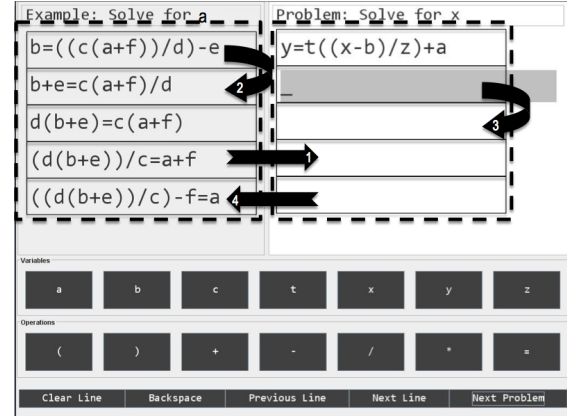 Example: Solve for a
b=((c(a+f))/d)-e
b+e=c(a+f)/d
2
d(b+e)=c(a+f)
(d(b+e))/c=a+f
1
((d(b+e))/c)-f=a
4
Problem: Solve for x
y=t((x-b)/z)+a
_
3
Variables
a b c t x y z
Operations
( ) + - / * =
Clear Line Backspace Previous Line Next Line Next Problem